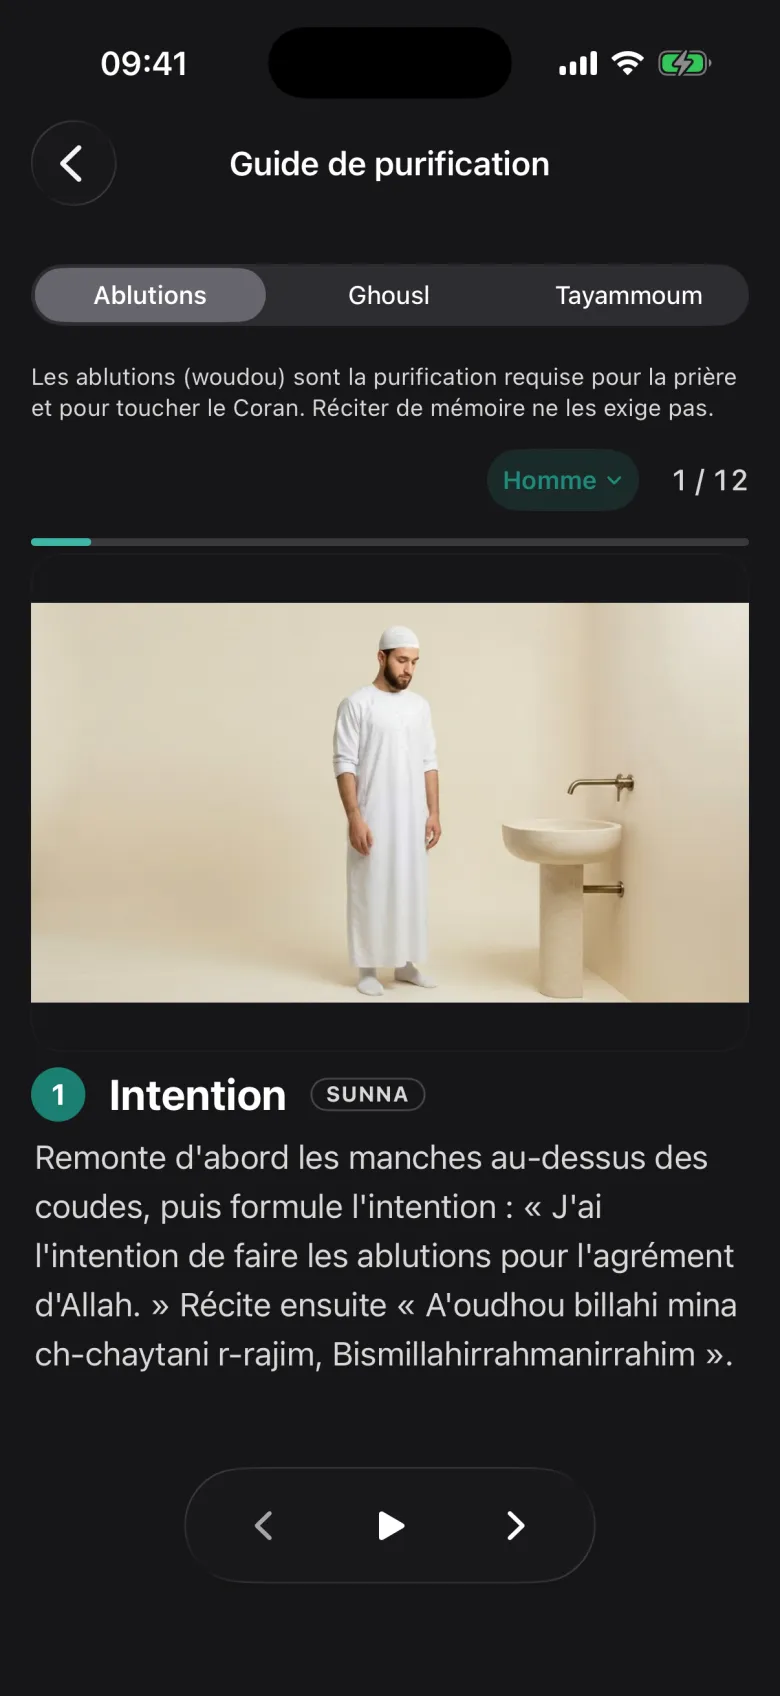 09:41
Guide de purification
Ablutions
Ghousl
Tayammoum
Les ablutions (woudou) sont la purification requise pour la prière
et pour toucher le Coran. Réciter de mémoire ne les exige pas.
Homme
1 / 12
1 Intention SUNNA
Remonte d'abord les manches au-dessus des
coudes, puis formule l'intention : « J'ai
l'intention de faire les ablutions pour l'agrément
d'Allah. » Récite ensuite « A'oudhou billahi mina
ch-chaytani r-rajim, Bismillahirrahmanirrahim ».